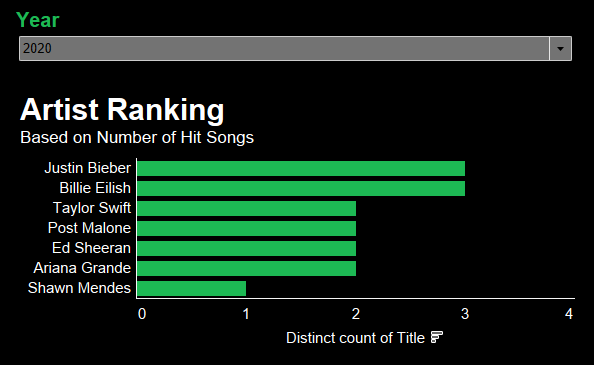 Year
2020
Artist Ranking
Based on Number of Hit Songs
Justin Bieber
Billie Eilish
Taylor Swift
Post Malone
Ed Sheeran
Ariana Grande
Shawn Mendes
0 1 2 3 4
Distinct count of Title